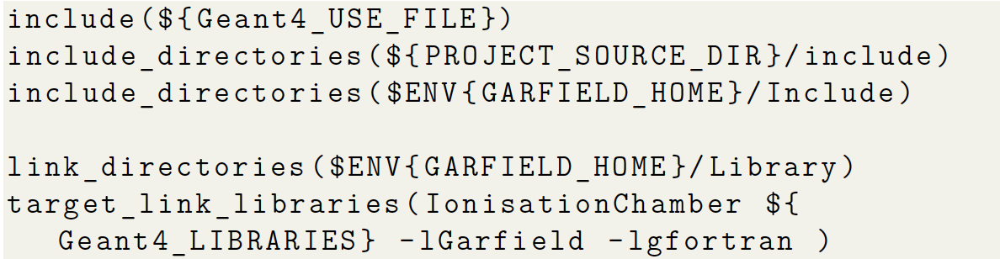 include(${Geant4_USE_FILE})
include_directories(${PROJECT_SOURCE_DIR}/include)
include_directories($ENV{GARFIELD_HOME}/Include)

link_directories($ENV{GARFIELD_HOME}/Library)
target_link_libraries(IonisationChamber ${
Geant4_LIBRARIES} -lGarfield -lgfortran )